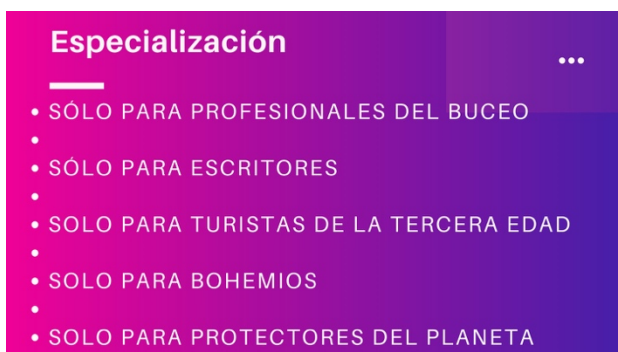 Especialización
...
• SÓLO PARA PROFESIONALES DEL BUCEO
•
• SÓLO PARA ESCRITORES
•
• SOLO PARA TURISTAS DE LA TERCERA EDAD
•
• SOLO PARA BOHEMIOS
•
• SOLO PARA PROTECTORES DEL PLANETA